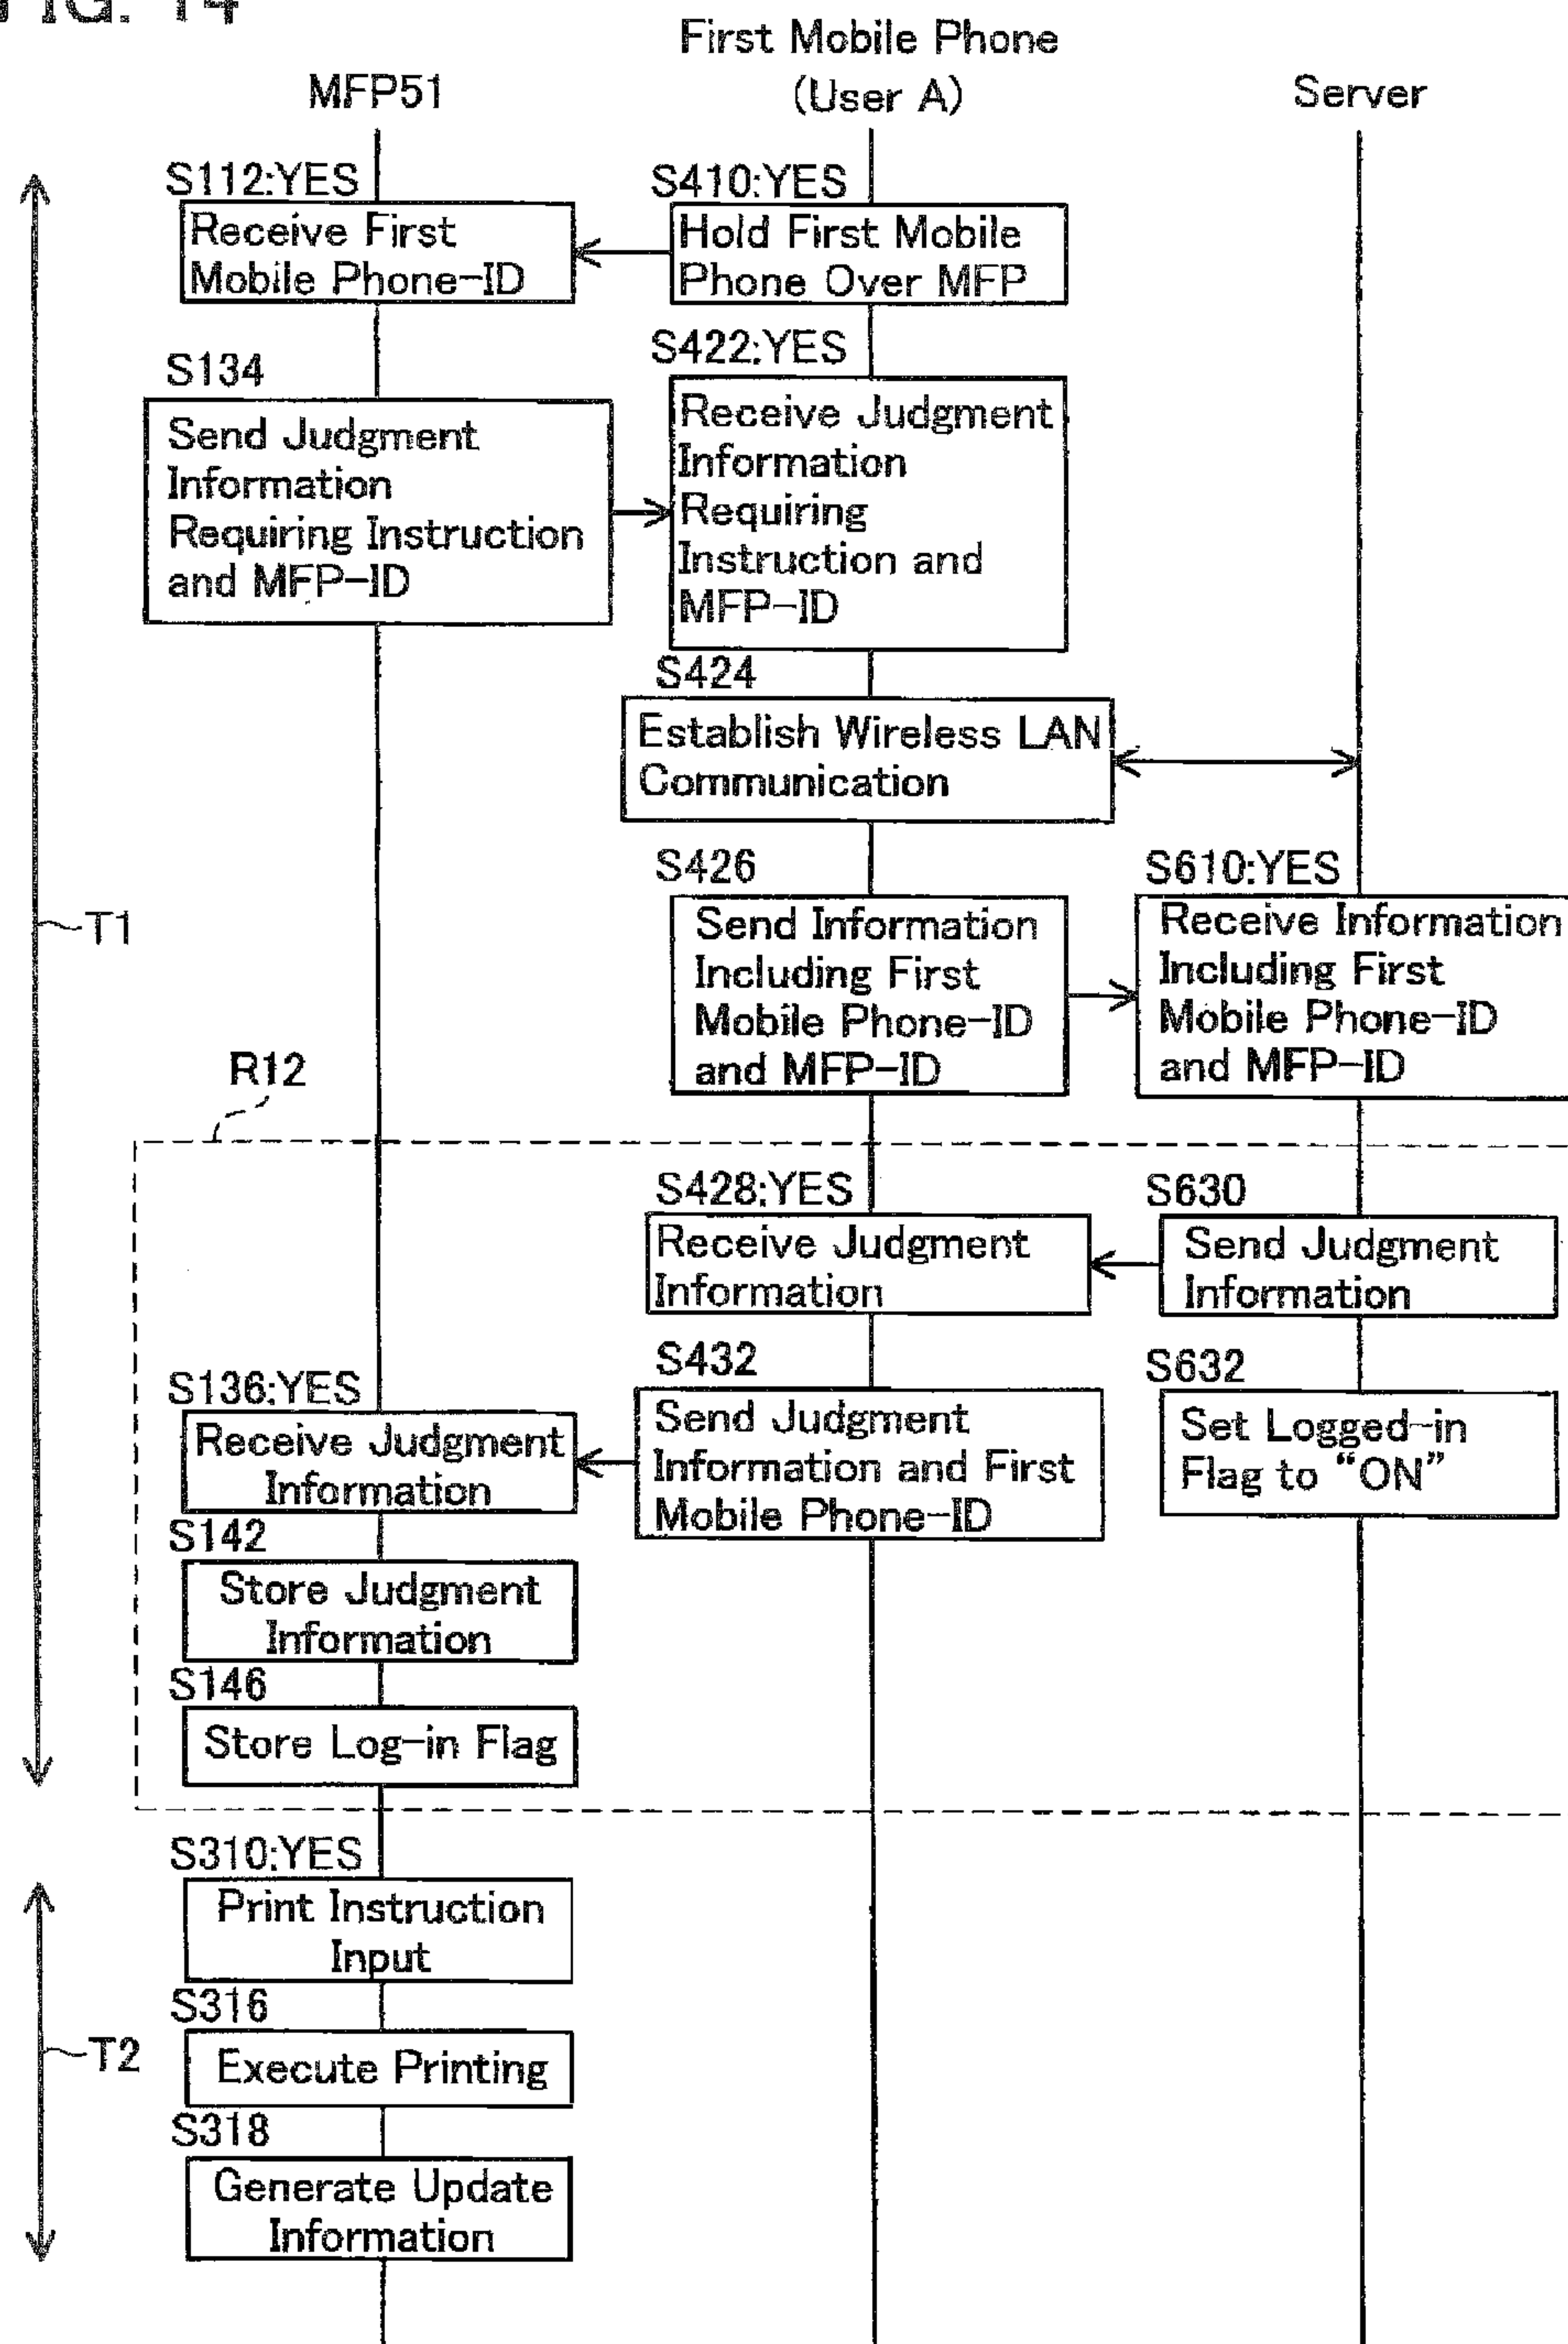 FIG. 14
First Mobile Phone
(User A)
MFP51
Server
S112:YES
Receive First
Mobile Phone-ID
S410:YES
Hold First Mobile
Phone Over MFP
S134
Send Judgment
Information
Requiring Instruction
and MFP-ID
S422:YES
Receive Judgment
Information
Requiring
Instruction and
MFP-ID
S424
Establish Wireless LAN
Communication
S426
Send Information
Including First
Mobile Phone-ID
and MFP-ID
S610:YES
Receive Information
Including First
Mobile Phone-ID
and MFP-ID
T1
R12
S428:YES
Receive Judgment
Information
S630
Send Judgment
Information
S432
Send Judgment
Information and First
Mobile Phone-ID
S632
Set Logged-in
Flag to “ON”
S136:YES
Receive Judgment
Information
S142
Store Judgment
Information
S146
Store Log-in Flag
S310:YES
Print Instruction
Input
S316
Execute Printing
T2
S318
Generate Update
Information